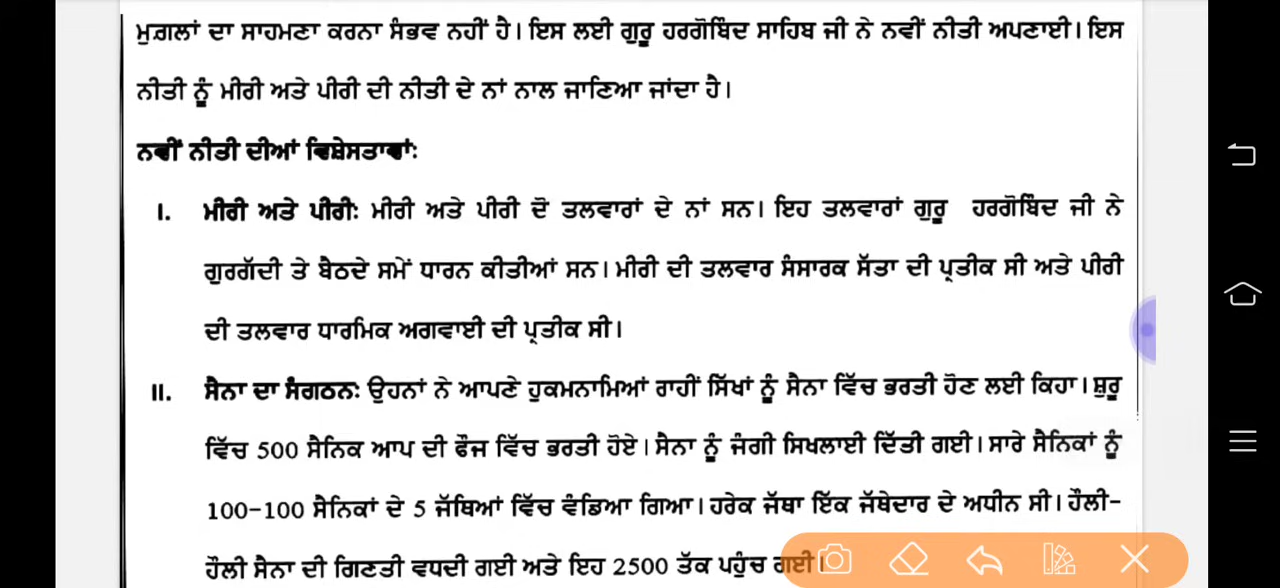 ਮੁਗ਼ਲਾਂ ਦਾ ਸਾਹਮਣਾ ਕਰਨਾ ਸੰਭਵ ਨਹੀਂ ਹੈ। ਇਸ ਲਈ ਗੁਰੂ ਹਰਗੋਬਿੰਦ ਸਾਹਿਬ ਜੀ ਨੇ ਨਵੀਂ ਨੀਤੀ ਅਪਣਾਈ। ਇਸ
ਨੀਤੀ ਨੂੰ ਮੀਰੀ ਅਤੇ ਪੀਰੀ ਦੀ ਨੀਤੀ ਦੇ ਨਾਂ ਨਾਲ ਜਾਣਿਆ ਜਾਂਦਾ ਹੈ।
ਨਵੀਂ ਨੀਤੀ ਦੀਆਂ ਵਿਸ਼ੇਸਤਾਵਾਂ:
I. ਮੀਰੀ ਅਤੇ ਪੀਰੀ: ਮੀਰੀ ਅਤੇ ਪੀਰੀ ਦੋ ਤਲਵਾਰਾਂ ਦੇ ਨਾਂ ਸਨ। ਇਹ ਤਲਵਾਰਾਂ ਗੁਰੂ ਹਰਗੋਬਿੰਦ ਜੀ ਨੇ
ਗੁਰਗੱਦੀ ਤੇ ਬੈਠਦੇ ਸਮੇਂ ਧਾਰਨ ਕੀਤੀਆਂ ਸਨ। ਮੀਰੀ ਦੀ ਤਲਵਾਰ ਸੰਸਾਰਕ ਸੱਤਾ ਦੀ ਪ੍ਰਤੀਕ ਸੀ ਅਤੇ ਪੀਰੀ
ਦੀ ਤਲਵਾਰ ਧਾਰਮਿਕ ਅਗਵਾਈ ਦੀ ਪ੍ਰਤੀਕ ਸੀ।
II. ਸੈਨਾ ਦਾ ਸੰਗਠਨ: ਉਹਨਾਂ ਨੇ ਆਪਣੇ ਹੁਕਮਨਾਮਿਆਂ ਰਾਹੀਂ ਸਿੱਖਾਂ ਨੂੰ ਸੈਨਾ ਵਿੱਚ ਭਰਤੀ ਹੋਣ ਲਈ ਕਿਹਾ। ਸ਼ੁਰੂ
ਵਿੱਚ 500 ਸੈਨਿਕ ਆਪ ਦੀ ਫੌਜ ਵਿੱਚ ਭਰਤੀ ਹੋਏ। ਸੈਨਾ ਨੂੰ ਜੰਗੀ ਸਿਖਲਾਈ ਦਿੱਤੀ ਗਈ। ਸਾਰੇ ਸੈਨਿਕਾਂ ਨੂੰ
100-100 ਸੈਨਿਕਾਂ ਦੇ 5 ਜੱਥਿਆਂ ਵਿੱਚ ਵੰਡਿਆ ਗਿਆ। ਹਰੇਕ ਜੱਥਾ ਇੱਕ ਜੱਥੇਦਾਰ ਦੇ ਅਧੀਨ ਸੀ। ਹੌਲੀ-
ਹੌਲੀ ਸੈਨਾ ਦੀ ਗਿਣਤੀ ਵਧਦੀ ਗਈ ਅਤੇ ਇਹ 2500 ਤੱਕ ਪਹੁੰਚ ਗਈ।